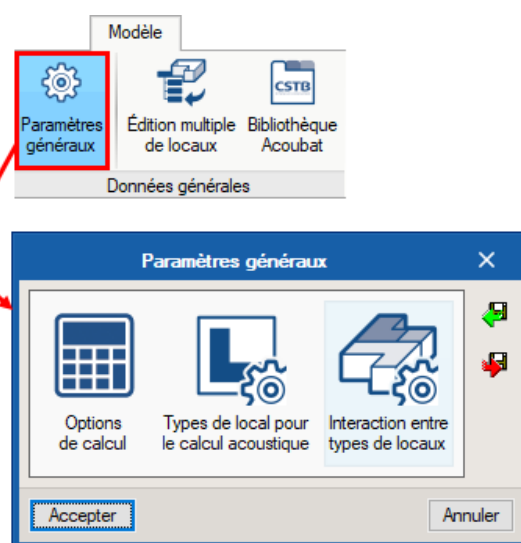 Modèle
Paramètres
généraux
Édition multiple
de locaux
CSTB
Bibliothèque
Acoubat
Données générales
Paramètres généraux
Options
de calcul
Types de local pour
le calcul acoustique
Interaction entre
types de locaux
Accepter
Annuler